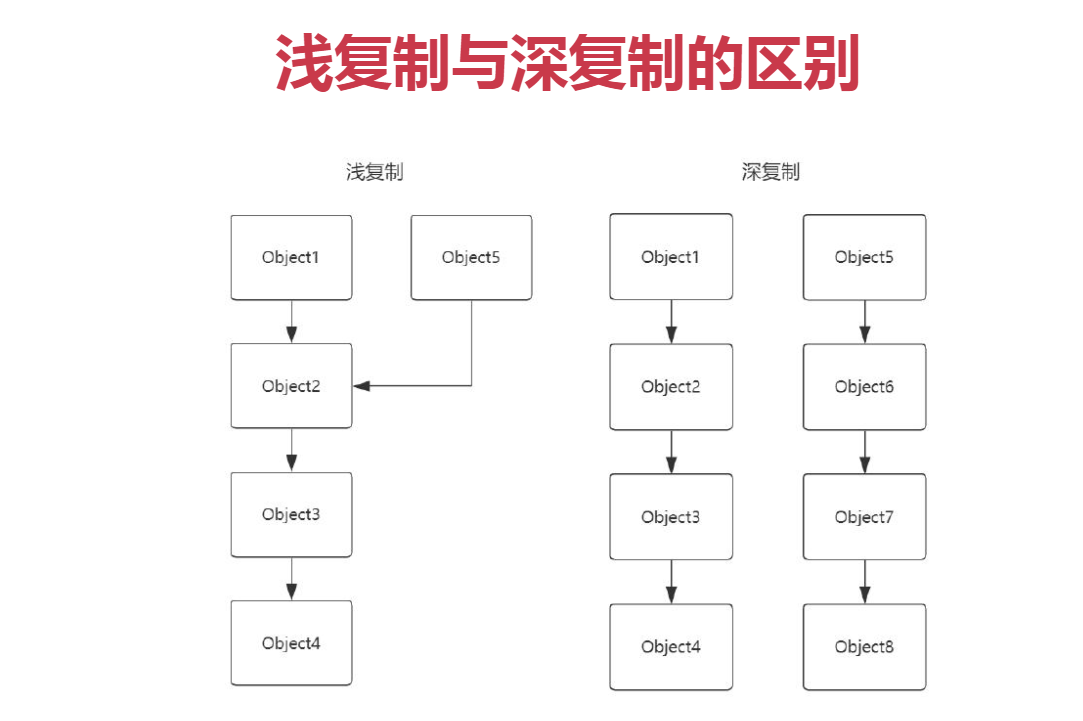 浅复制与深复制的区别
浅复制
深复制
Object1
Object5
Object1
Object5
Object2
Object2
Object6
Object3
Object3
Object7
Object4
Object4
Object8